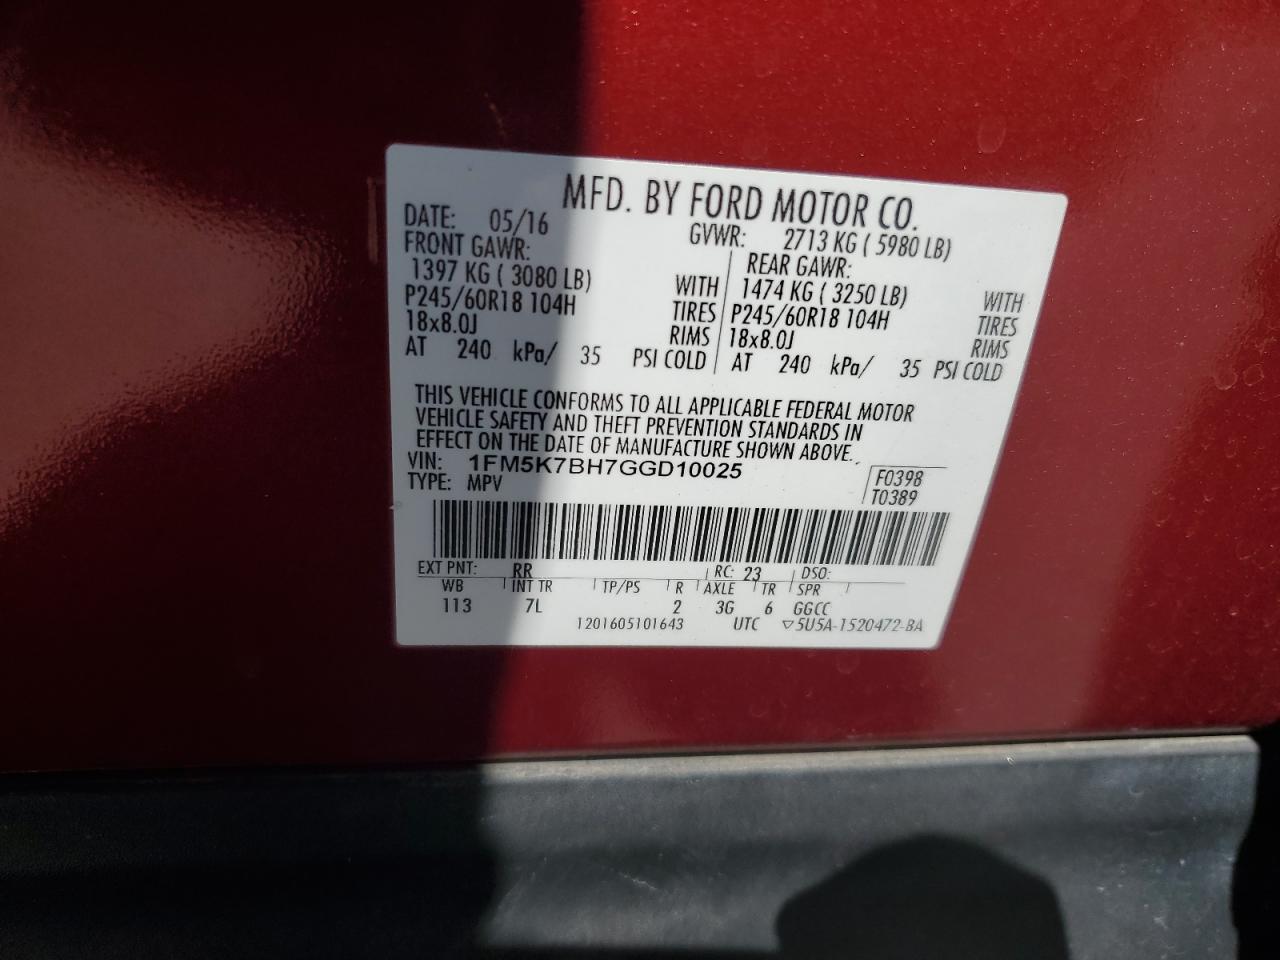 MFD. BY FORD MOTOR CO.
DATE: 05/16 GVWR: 2713 KG ( 5980 LB)
FRONT GAWR: REAR GAWR:
1397 KG ( 3080 LB) WITH 1474 KG ( 3250 LB) WITH
P245/60R18 104H TIRES P245/60R18 104H TIRES
18x8.0J RIMS 18x8.0J RIMS
AT 240 kPa/ 35 PSI COLD AT 240 kPa/ 35 PSI COLD
THIS VEHICLE CONFORMS TO ALL APPLICABLE FEDERAL MOTOR
VEHICLE SAFETY AND THEFT PREVENTION STANDARDS IN
EFFECT ON THE DATE OF MANUFACTURE SHOWN ABOVE.
VIN: 1FM5K7BH7GGD10025 F0398
TYPE: MPV T0389
EXT PNT: RR RC: 23 DSO:
WB INT TR TP/PS R AXLE TR SPR
113 7L 2 3G 6 GGCC
1201605101643 UTC ▽5U5A-1520472-BA